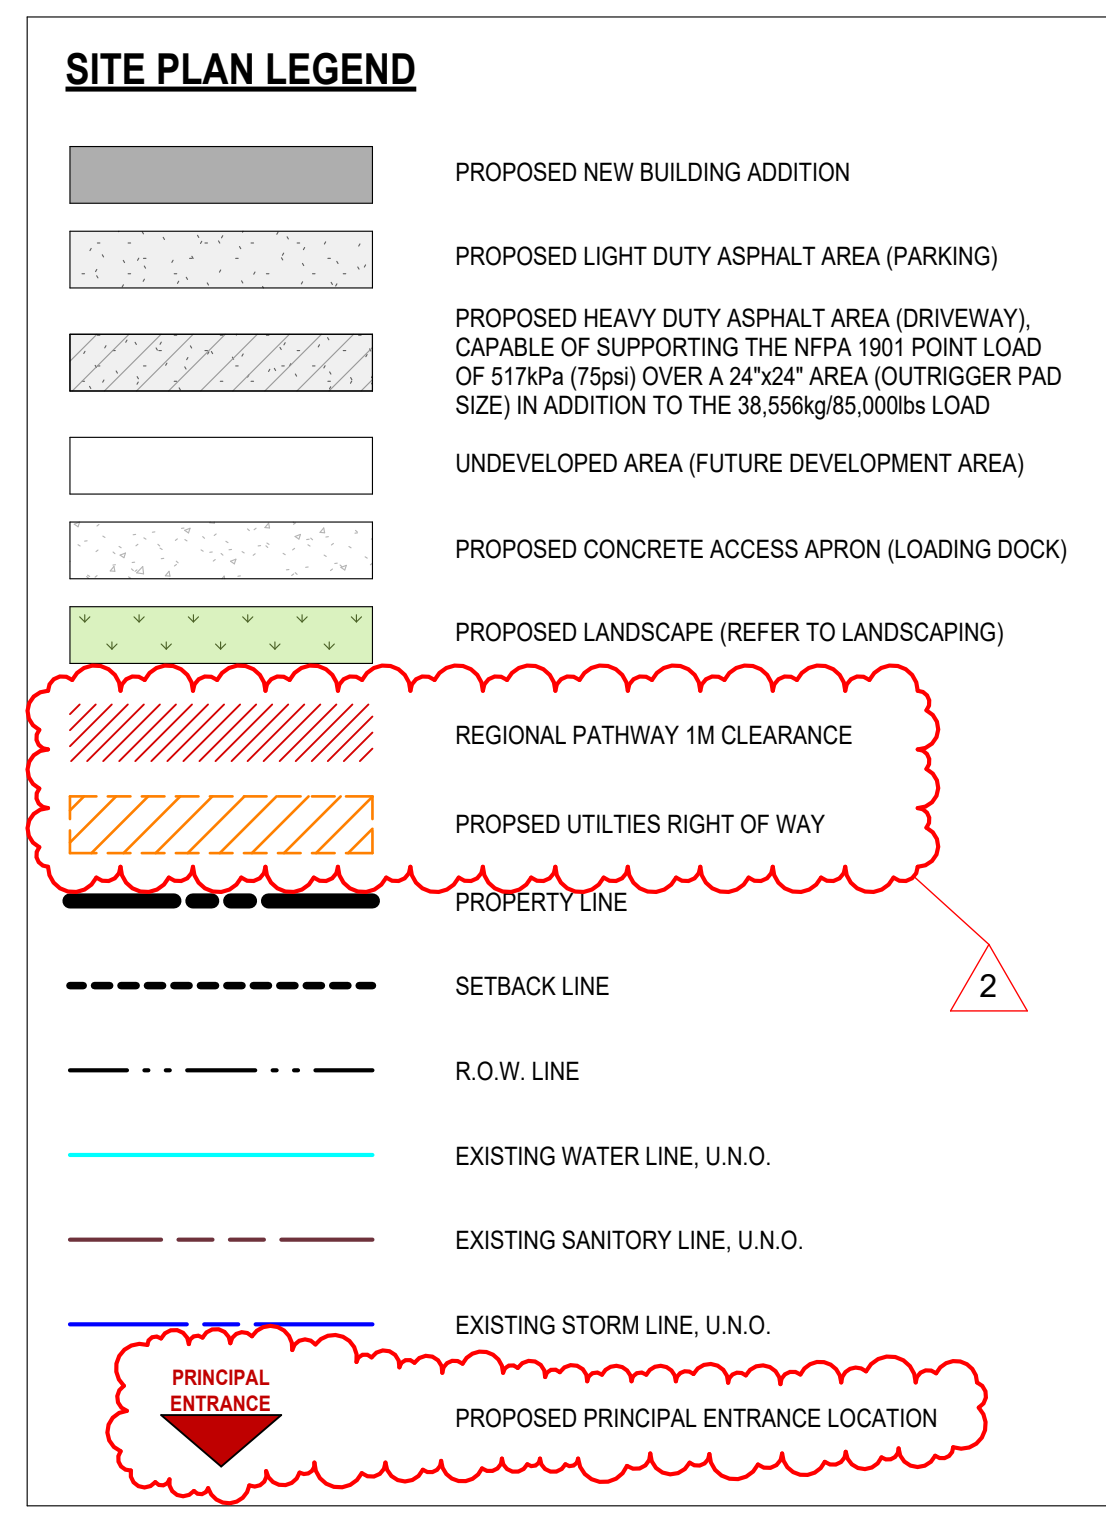 SITE PLAN LEGEND
PROPOSED NEW BUILDING ADDITION
PROPOSED LIGHT DUTY ASPHALT AREA (PARKING)
PROPOSED HEAVY DUTY ASPHALT AREA (DRIVEWAY),
CAPABLE OF SUPPORTING THE NFPA 1901 POINT LOAD
OF 517kPa (75psi) OVER A 24"x24" AREA (OUTRIGGER PAD
SIZE) IN ADDITION TO THE 38,556kg/85,000lbs LOAD
UNDEVELOPED AREA (FUTURE DEVELOPMENT AREA)
PROPOSED CONCRETE ACCESS APRON (LOADING DOCK)
PROPOSED LANDSCAPE (REFER TO LANDSCAPING)
REGIONAL PATHWAY 1M CLEARANCE
PROPSED UTILTIES RIGHT OF WAY
PROPERTY LINE
SETBACK LINE
2
R.O.W. LINE
EXISTING WATER LINE, U.N.O.
EXISTING SANITORY LINE, U.N.O.
EXISTING STORM LINE, U.N.O.
PRINCIPAL
ENTRANCE
PROPOSED PRINCIPAL ENTRANCE LOCATION